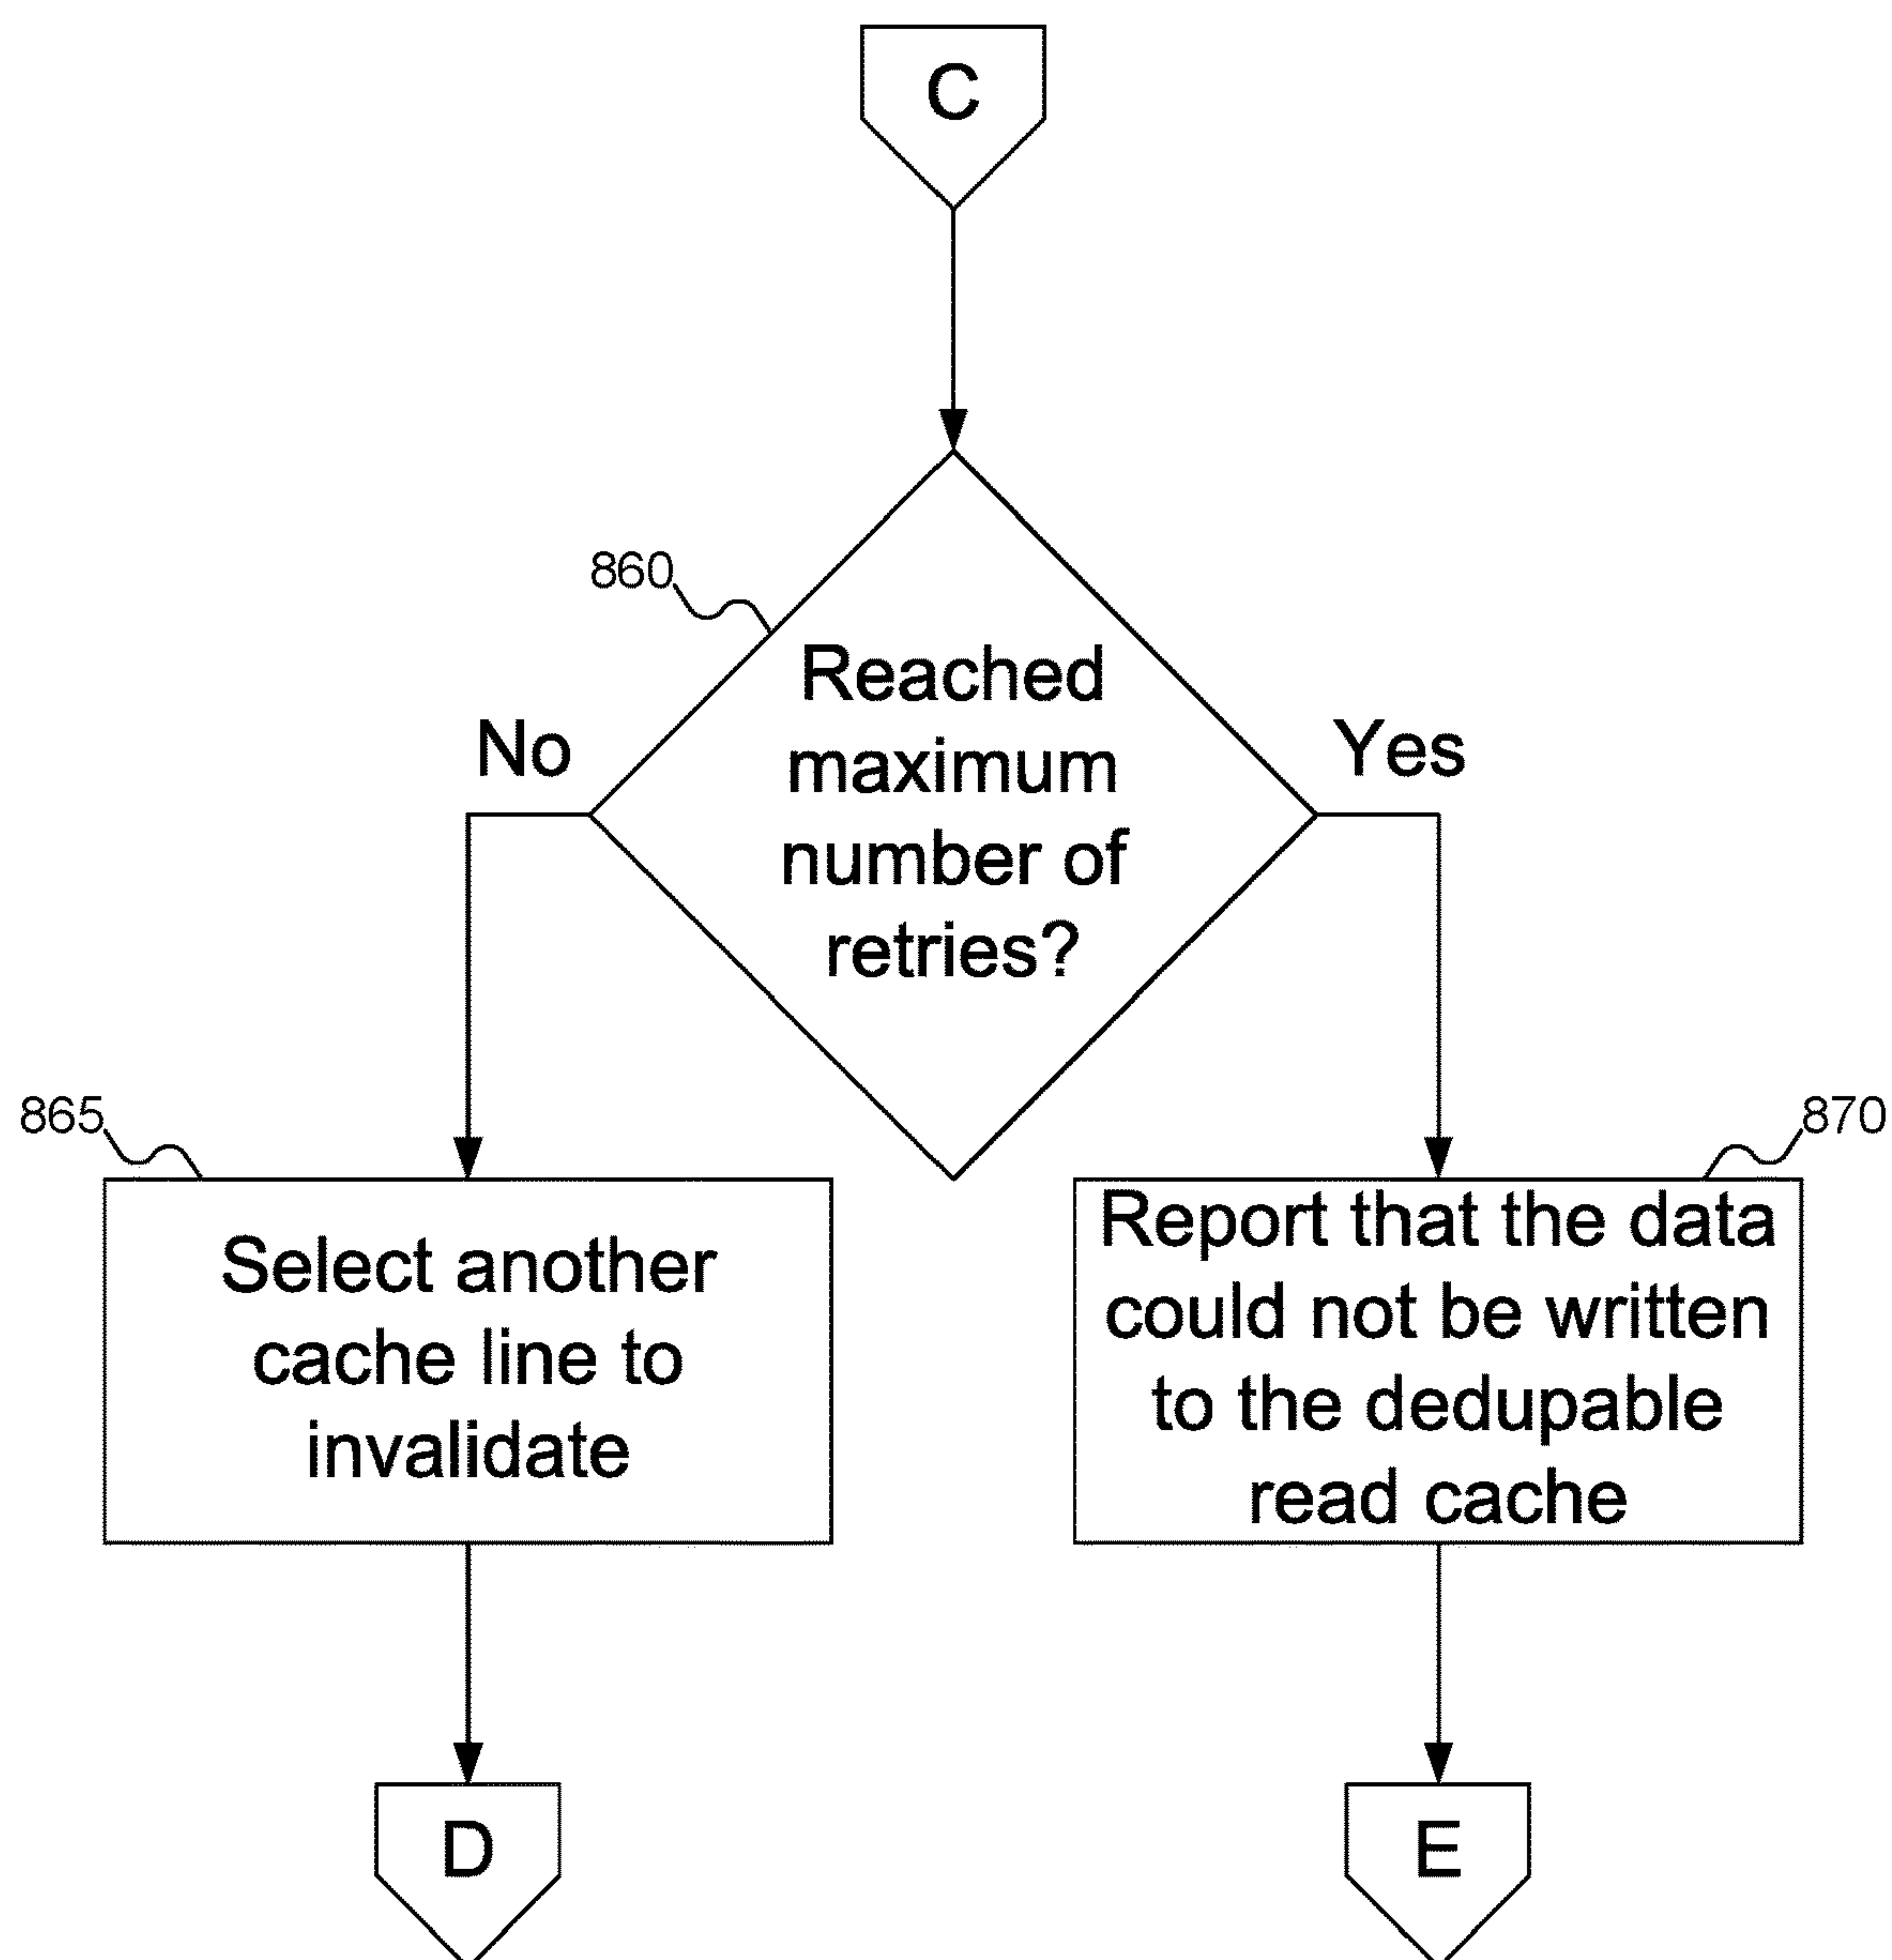 C
860
Reached
maximum
number of
retries?
No
Yes
865
Select another
cache line to
invalidate
870
Report that the data
could not be written
to the dedupable
read cache
D
E